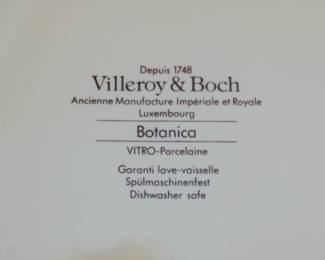 Depuis 1748
Villeroy & Boch
Ancienne Manufacture Impériale et Royale
Luxembourg
Botanica
VITRO-Porcelaine
Garanti lave-vaisselle
Spülmaschinenfest
Dishwasher safe